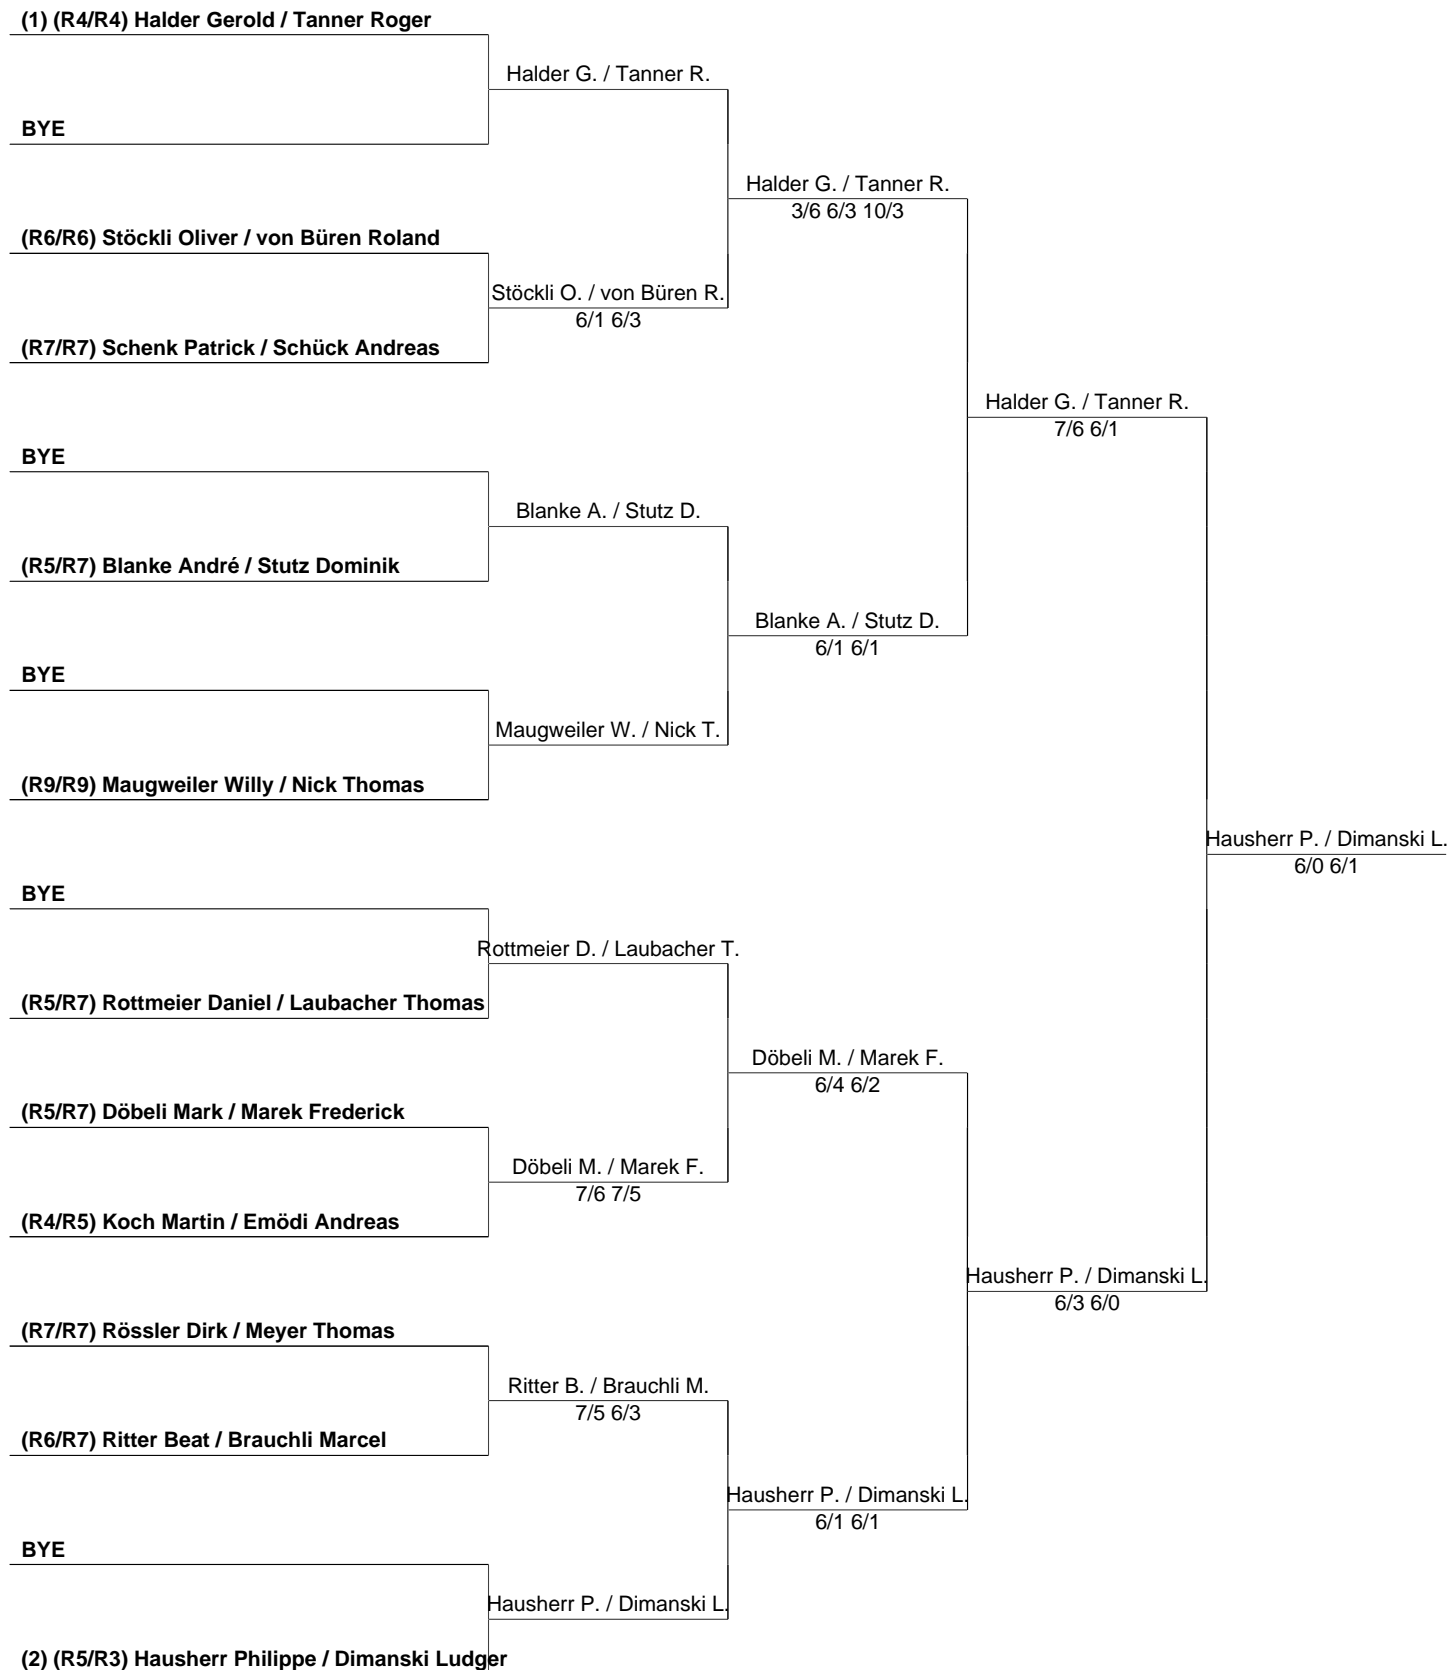 (1) (R4/R4) Halder Gerold / Tanner Roger
Halder G. / Tanner R.
BYE
Halder G. / Tanner R.
3/6 6/3 10/3
(R6/R6) Stöckli Oliver / von Büren Roland
Stöckli O. / von Büren R.
6/1 6/3
(R7/R7) Schenk Patrick / Schück Andreas
Halder G. / Tanner R.
7/6 6/1
BYE
Blanke A. / Stutz D.
(R5/R7) Blanke André / Stutz Dominik
Blanke A. / Stutz D.
6/1 6/1
BYE
Maugweiler W. / Nick T.
(R9/R9) Maugweiler Willy / Nick Thomas
Hausherr P. / Dimanski L.
6/0 6/1
BYE
Rottmeier D. / Laubacher T.
(R5/R7) Rottmeier Daniel / Laubacher Thomas
Döbeli M. / Marek F.
6/4 6/2
(R5/R7) Döbeli Mark / Marek Frederick
Döbeli M. / Marek F.
7/6 7/5
(R4/R5) Koch Martin / Emödi Andreas
Hausherr P. / Dimanski L.
6/3 6/0
(R7/R7) Rössler Dirk / Meyer Thomas
Ritter B. / Brauchli M.
7/5 6/3
(R6/R7) Ritter Beat / Brauchli Marcel
Hausherr P. / Dimanski L.
6/1 6/1
BYE
Hausherr P. / Dimanski L.
(2) (R5/R3) Hausherr Philippe / Dimanski Ludger